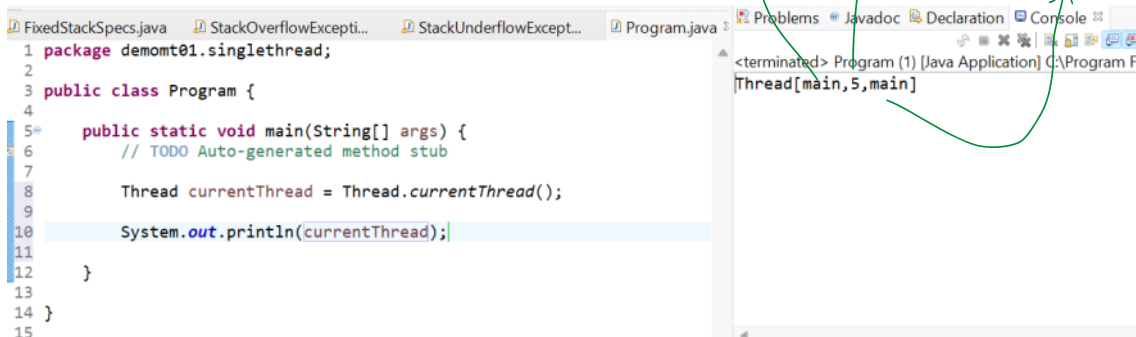 FixedStackSpecs.java StackOverflowExcepti... StackUnderflowExcept... Program.java
1 package demomt01.singlethread;
2
3 public class Program {
4
5 public static void main(String[] args) {
6 // TODO Auto-generated method stub
7
8 Thread currentThread = Thread.currentThread();
9
10 System.out.println(currentThread);
11
12 }
13
14 }
15
Problems Javadoc Declaration Console
<terminated> Program (1) [Java Application] C:\Program F
Thread[main,5,main]